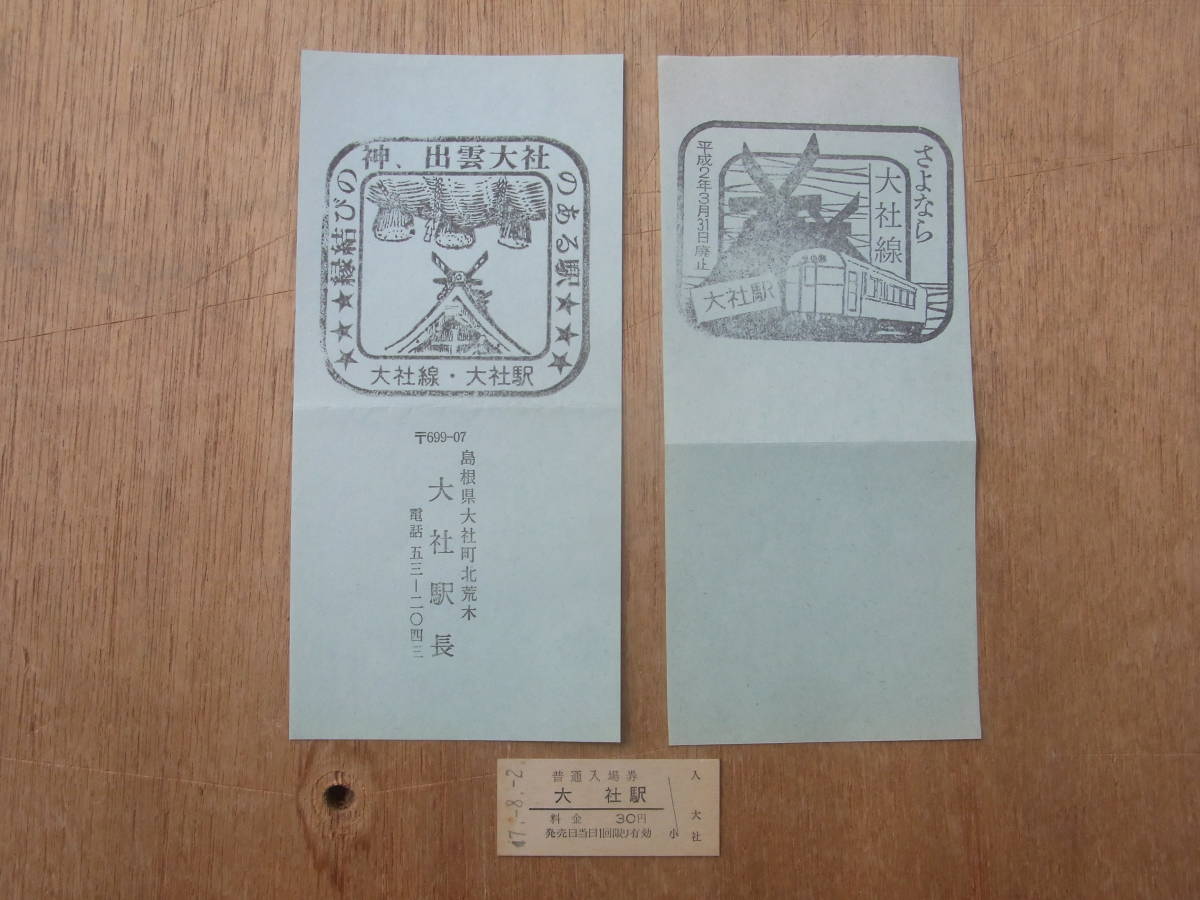 縁結びの神、出雲大社のある駅★★★
★★★
大社線・大社駅
〒699-07
島根県大社町北荒木
大社駅長
電話 五三―二〇四三
さよなら
大社線
平成2年3月31日廃止
大社駅
普通入場券
大社駅
料金 30円
発売日当日1回限り有効
小
人
大社
47.-8.-2